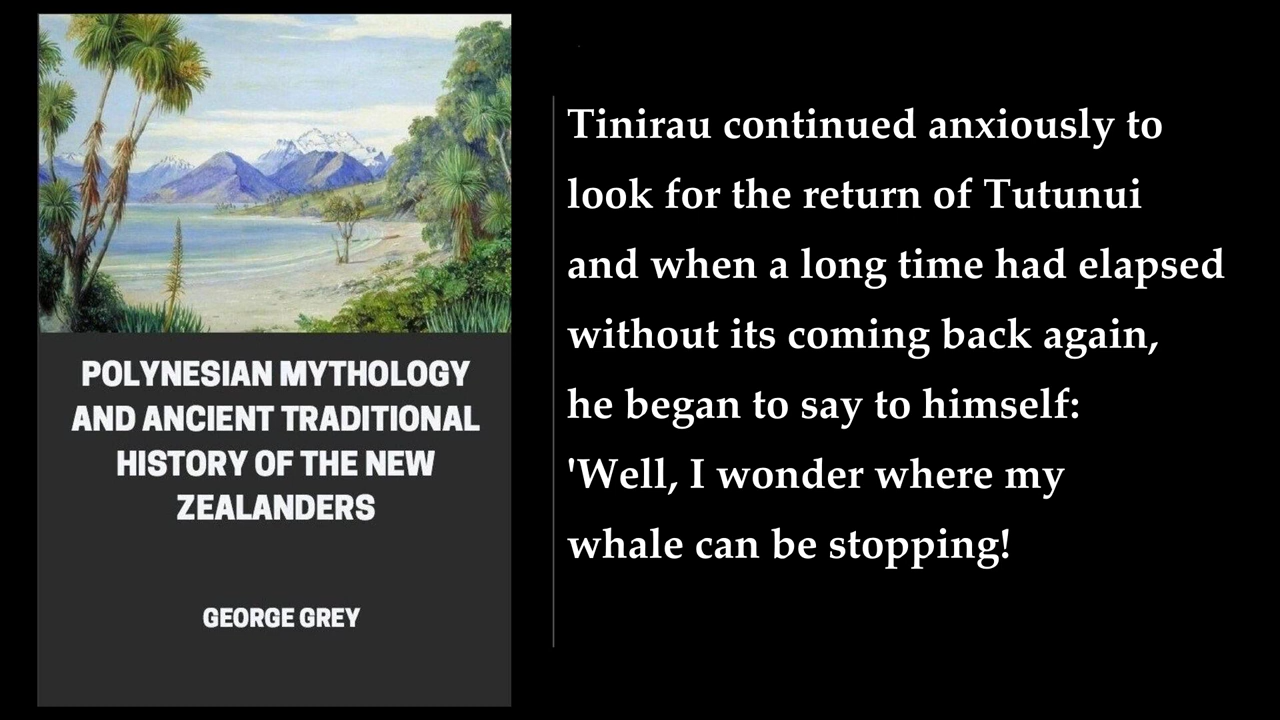 POLYNESIAN MYTHOLOGY
AND ANCIENT TRADITIONAL
HISTORY OF THE NEW
ZEALANDERS
GEORGE GREY
Tinirau continued anxiously to
look for the return of Tutunui
and when a long time had elapsed
without its coming back again,
he began to say to himself:
'Well, I wonder where my
whale can be stopping!